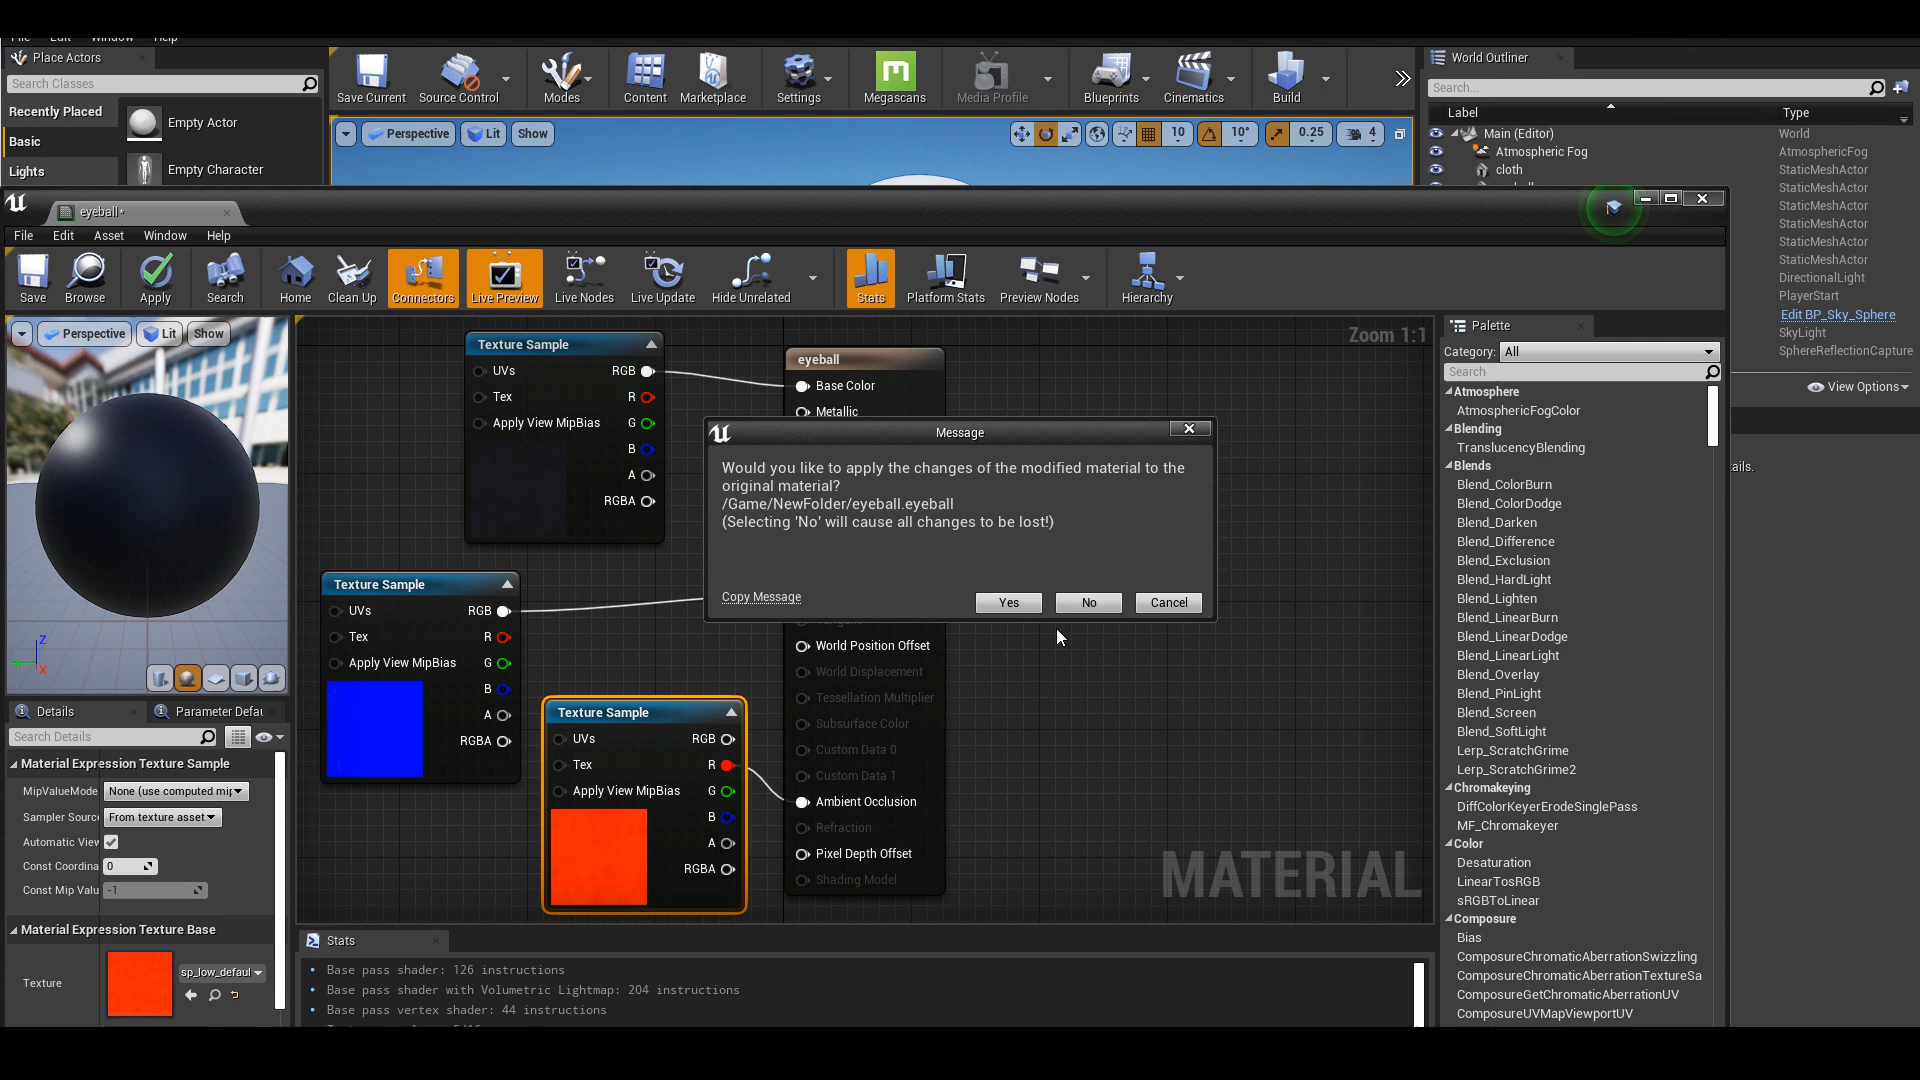 File Edit Window Help
Place Actors
Search Classes
Recently Placed
Basic
Lights
Empty Actor
Empty Character
Save Current
Source Control
Modes
Content
Marketplace
Settings
Megascans
Media Profile
Blueprints
Cinematics
Build
Perspective
Lit
Show
10
10°
0.25
4
World Outliner
Search...
Label
Type
Main (Editor)
World
Atmospheric Fog
AtmosphericFog
cloth
StaticMeshActor
StaticMeshActor
StaticMeshActor
StaticMeshActor
StaticMeshActor
StaticMeshActor
DirectionalLight
PlayerStart
Edit BP_Sky_Sphere
SkyLight
SphereReflectionCapture
View Options
ails.
eyeball*
File Edit Asset Window Help
Save
Browse
Apply
Search
Home
Clean Up
Connectors
Live Preview
Live Nodes
Live Update
Hide Unrelated
Stats
Platform Stats
Preview Nodes
Hierarchy
Perspective
Lit
Show
Z
X
Details
Parameter Defau
Search Details
Material Expression Texture Sample
MipValueMode
None (use computed mip
Sampler Source
From texture asset
Automatic View
Const Coordina
0
Const Mip Valu
-1
Material Expression Texture Base
Texture
sp_low_defaul
Zoom 1:1
Texture Sample
UVs
RGB
Tex
R
Apply View MipBias
G
B
A
RGBA
Texture Sample
UVs
RGB
Tex
R
Apply View MipBias
G
B
A
RGBA
Texture Sample
UVs
RGB
Tex
R
Apply View MipBias
G
B
A
RGBA
eyeball
Base Color
Metallic
World Position Offset
World Displacement
Tessellation Multiplier
Subsurface Color
Custom Data 0
Custom Data 1
Ambient Occlusion
Refraction
Pixel Depth Offset
Shading Model
MATERIAL
Message
Would you like to apply the changes of the modified material to the
original material?
/Game/NewFolder/eyeball.eyeball
(Selecting 'No' will cause all changes to be lost!)
Copy Message
Yes
No
Cancel
Stats
Base pass shader: 126 instructions
Base pass shader with Volumetric Lightmap: 204 instructions
Base pass vertex shader: 44 instructions
Palette
Category:
All
Search
Atmosphere
AtmosphericFogColor
Blending
TranslucencyBlending
Blends
Blend_ColorBurn
Blend_ColorDodge
Blend_Darken
Blend_Difference
Blend_Exclusion
Blend_HardLight
Blend_Lighten
Blend_LinearBurn
Blend_LinearDodge
Blend_LinearLight
Blend_Overlay
Blend_PinLight
Blend_Screen
Blend_SoftLight
Lerp_ScratchGrime
Lerp_ScratchGrime2
Chromakeying
DiffColorKeyerErodeSinglePass
MF_Chromakeyer
Color
Desaturation
LinearTosRGB
sRGBToLinear
Composure
Bias
ComposureChromaticAberrationSwizzling
ComposureChromaticAberrationTextureSa
ComposureGetChromaticAberrationUV
ComposureUVMapViewportUV